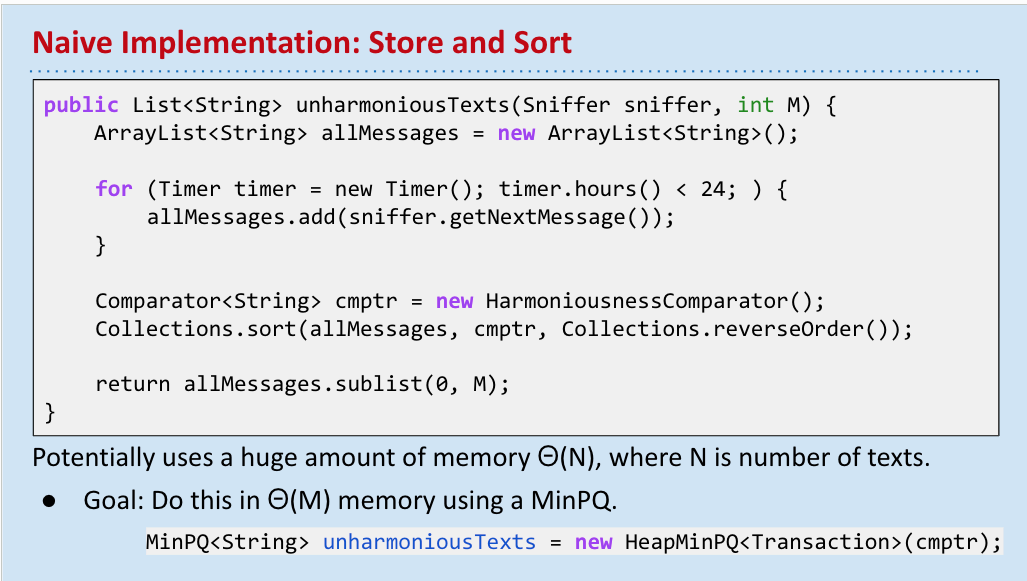 Naive Implementation: Store and Sort
public List<String> unharmoniousTexts(Sniffer sniffer, int M) {
    ArrayList<String> allMessages = new ArrayList<String>();
    for (Timer timer = new Timer(); timer.hours() < 24; ) {
        allMessages.add(sniffer.getNextMessage());
    }
    Comparator<String> cmptr = new HarmoniousnessComparator();
    Collections.sort(allMessages, cmptr, Collections.reverseOrder());
    return allMessages.sublist(0, M);
}
Potentially uses a huge amount of memory Θ(N), where N is number of texts.
● Goal: Do this in Θ(M) memory using a MinPQ.
MinPQ<String> unharmoniousTexts = new HeapMinPQ<Transaction>(cmptr);